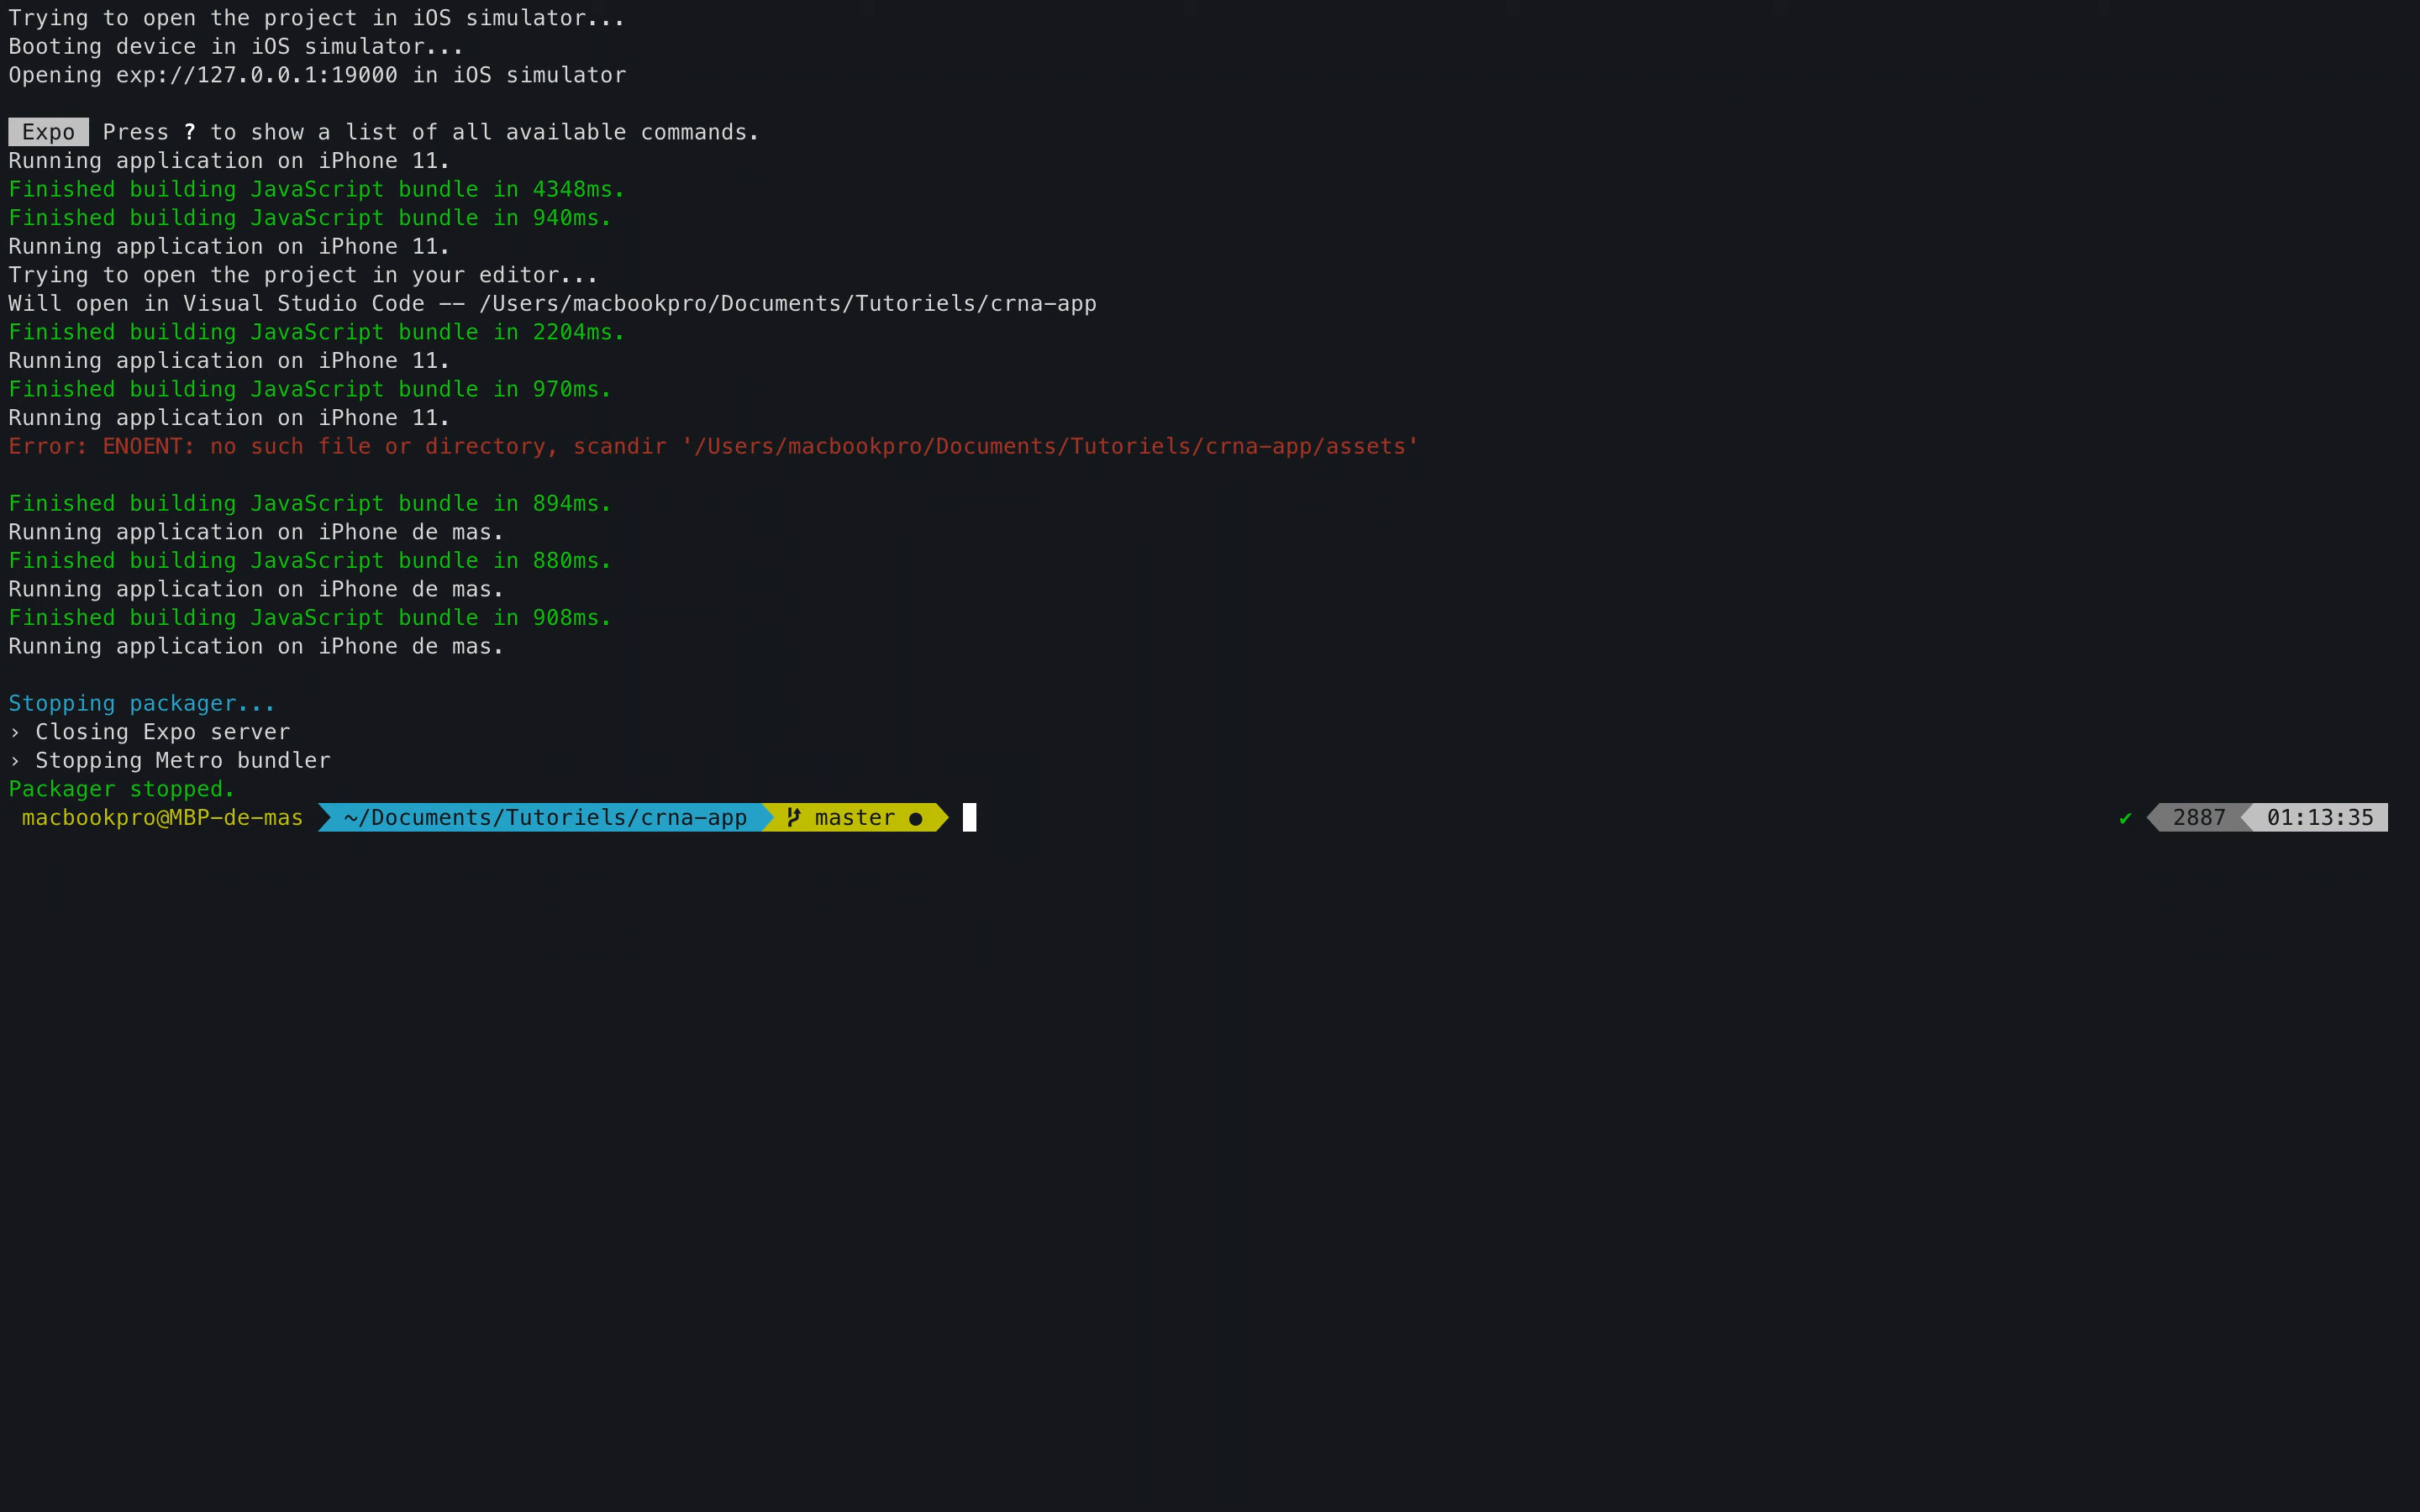 Trying to open the project in iOS simulator...
Booting device in iOS simulator...
Opening exp://127.0.0.1:19000 in iOS simulator
Expo Press ? to show a list of all available commands.
Running application on iPhone 11.
Finished building JavaScript bundle in 4348ms.
Finished building JavaScript bundle in 940ms.
Running application on iPhone 11.
Trying to open the project in your editor...
Will open in Visual Studio Code -- /Users/macbookpro/Documents/Tutoriels/crna-app
Finished building JavaScript bundle in 2204ms.
Running application on iPhone 11.
Finished building JavaScript bundle in 970ms.
Running application on iPhone 11.
Error: ENOENT: no such file or directory, scandir '/Users/macbookpro/Documents/Tutoriels/crna-app/assets'
Finished building JavaScript bundle in 894ms.
Running application on iPhone de mas.
Finished building JavaScript bundle in 880ms.
Running application on iPhone de mas.
Finished building JavaScript bundle in 908ms.
Running application on iPhone de mas.
Stopping packager...
› Closing Expo server
› Stopping Metro bundler
Packager stopped.
macbookpro@MBP-de-mas ~/Documents/Tutoriels/crna-app master ● ✔ 2887 01:13:35